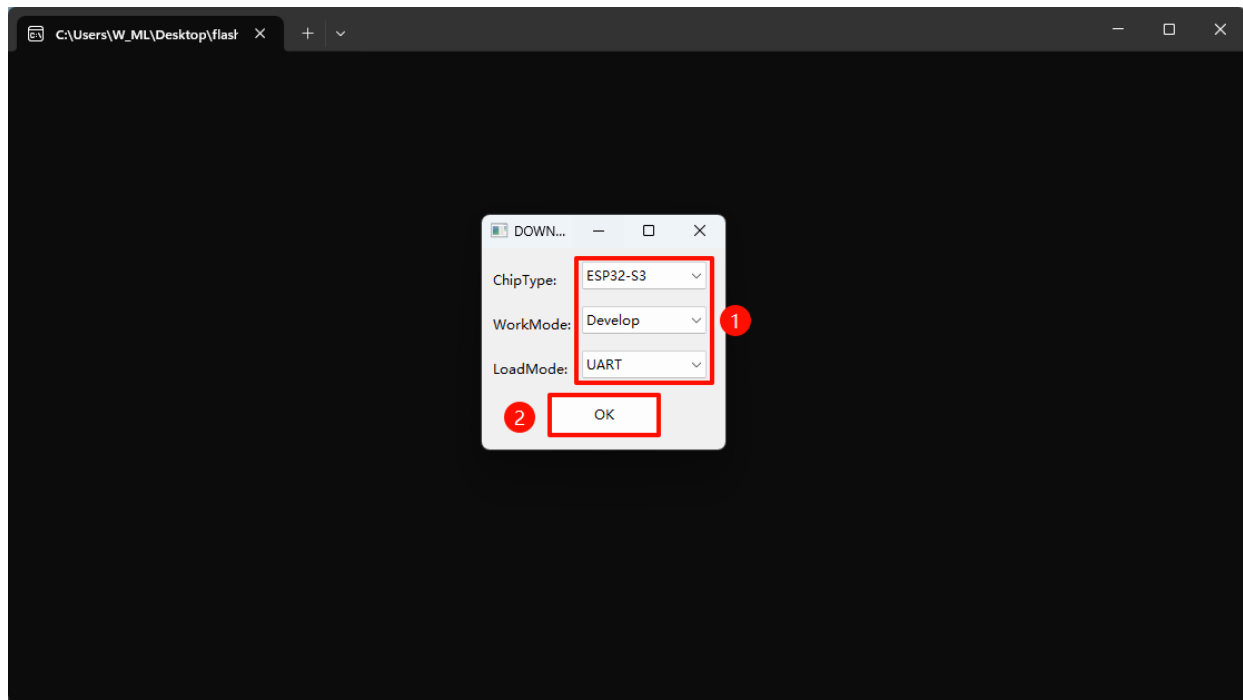 C:\Users\W_ML\Desktop\flash
DOWN...
ChipType: ESP32-S3
WorkMode: Develop
1
LoadMode: UART
2
OK